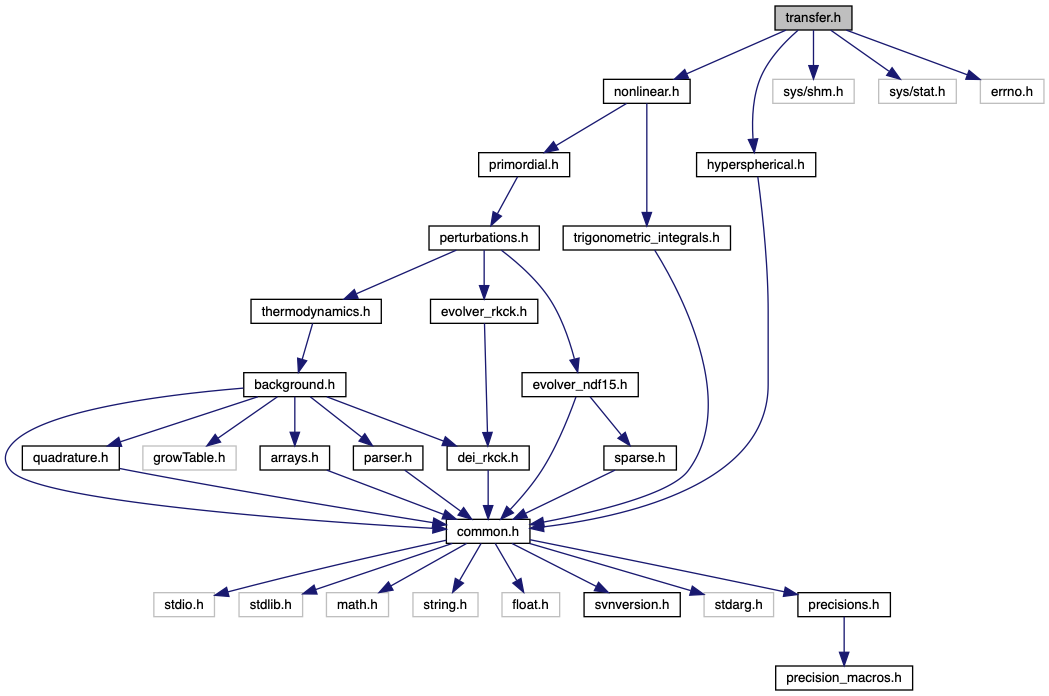 transfer.h
nonlinear.h
sys/shm.h
sys/stat.h
errno.h
primordial.h
hyperspherical.h
perturbations.h
trigonometric_integrals.h
thermodynamics.h
evolver_rkck.h
background.h
evolver_ndf15.h
quadrature.h
growTable.h
arrays.h
parser.h
dei_rkck.h
sparse.h
common.h
stdio.h
stdlib.h
math.h
string.h
float.h
svnversion.h
stdarg.h
precisions.h
precision_macros.h